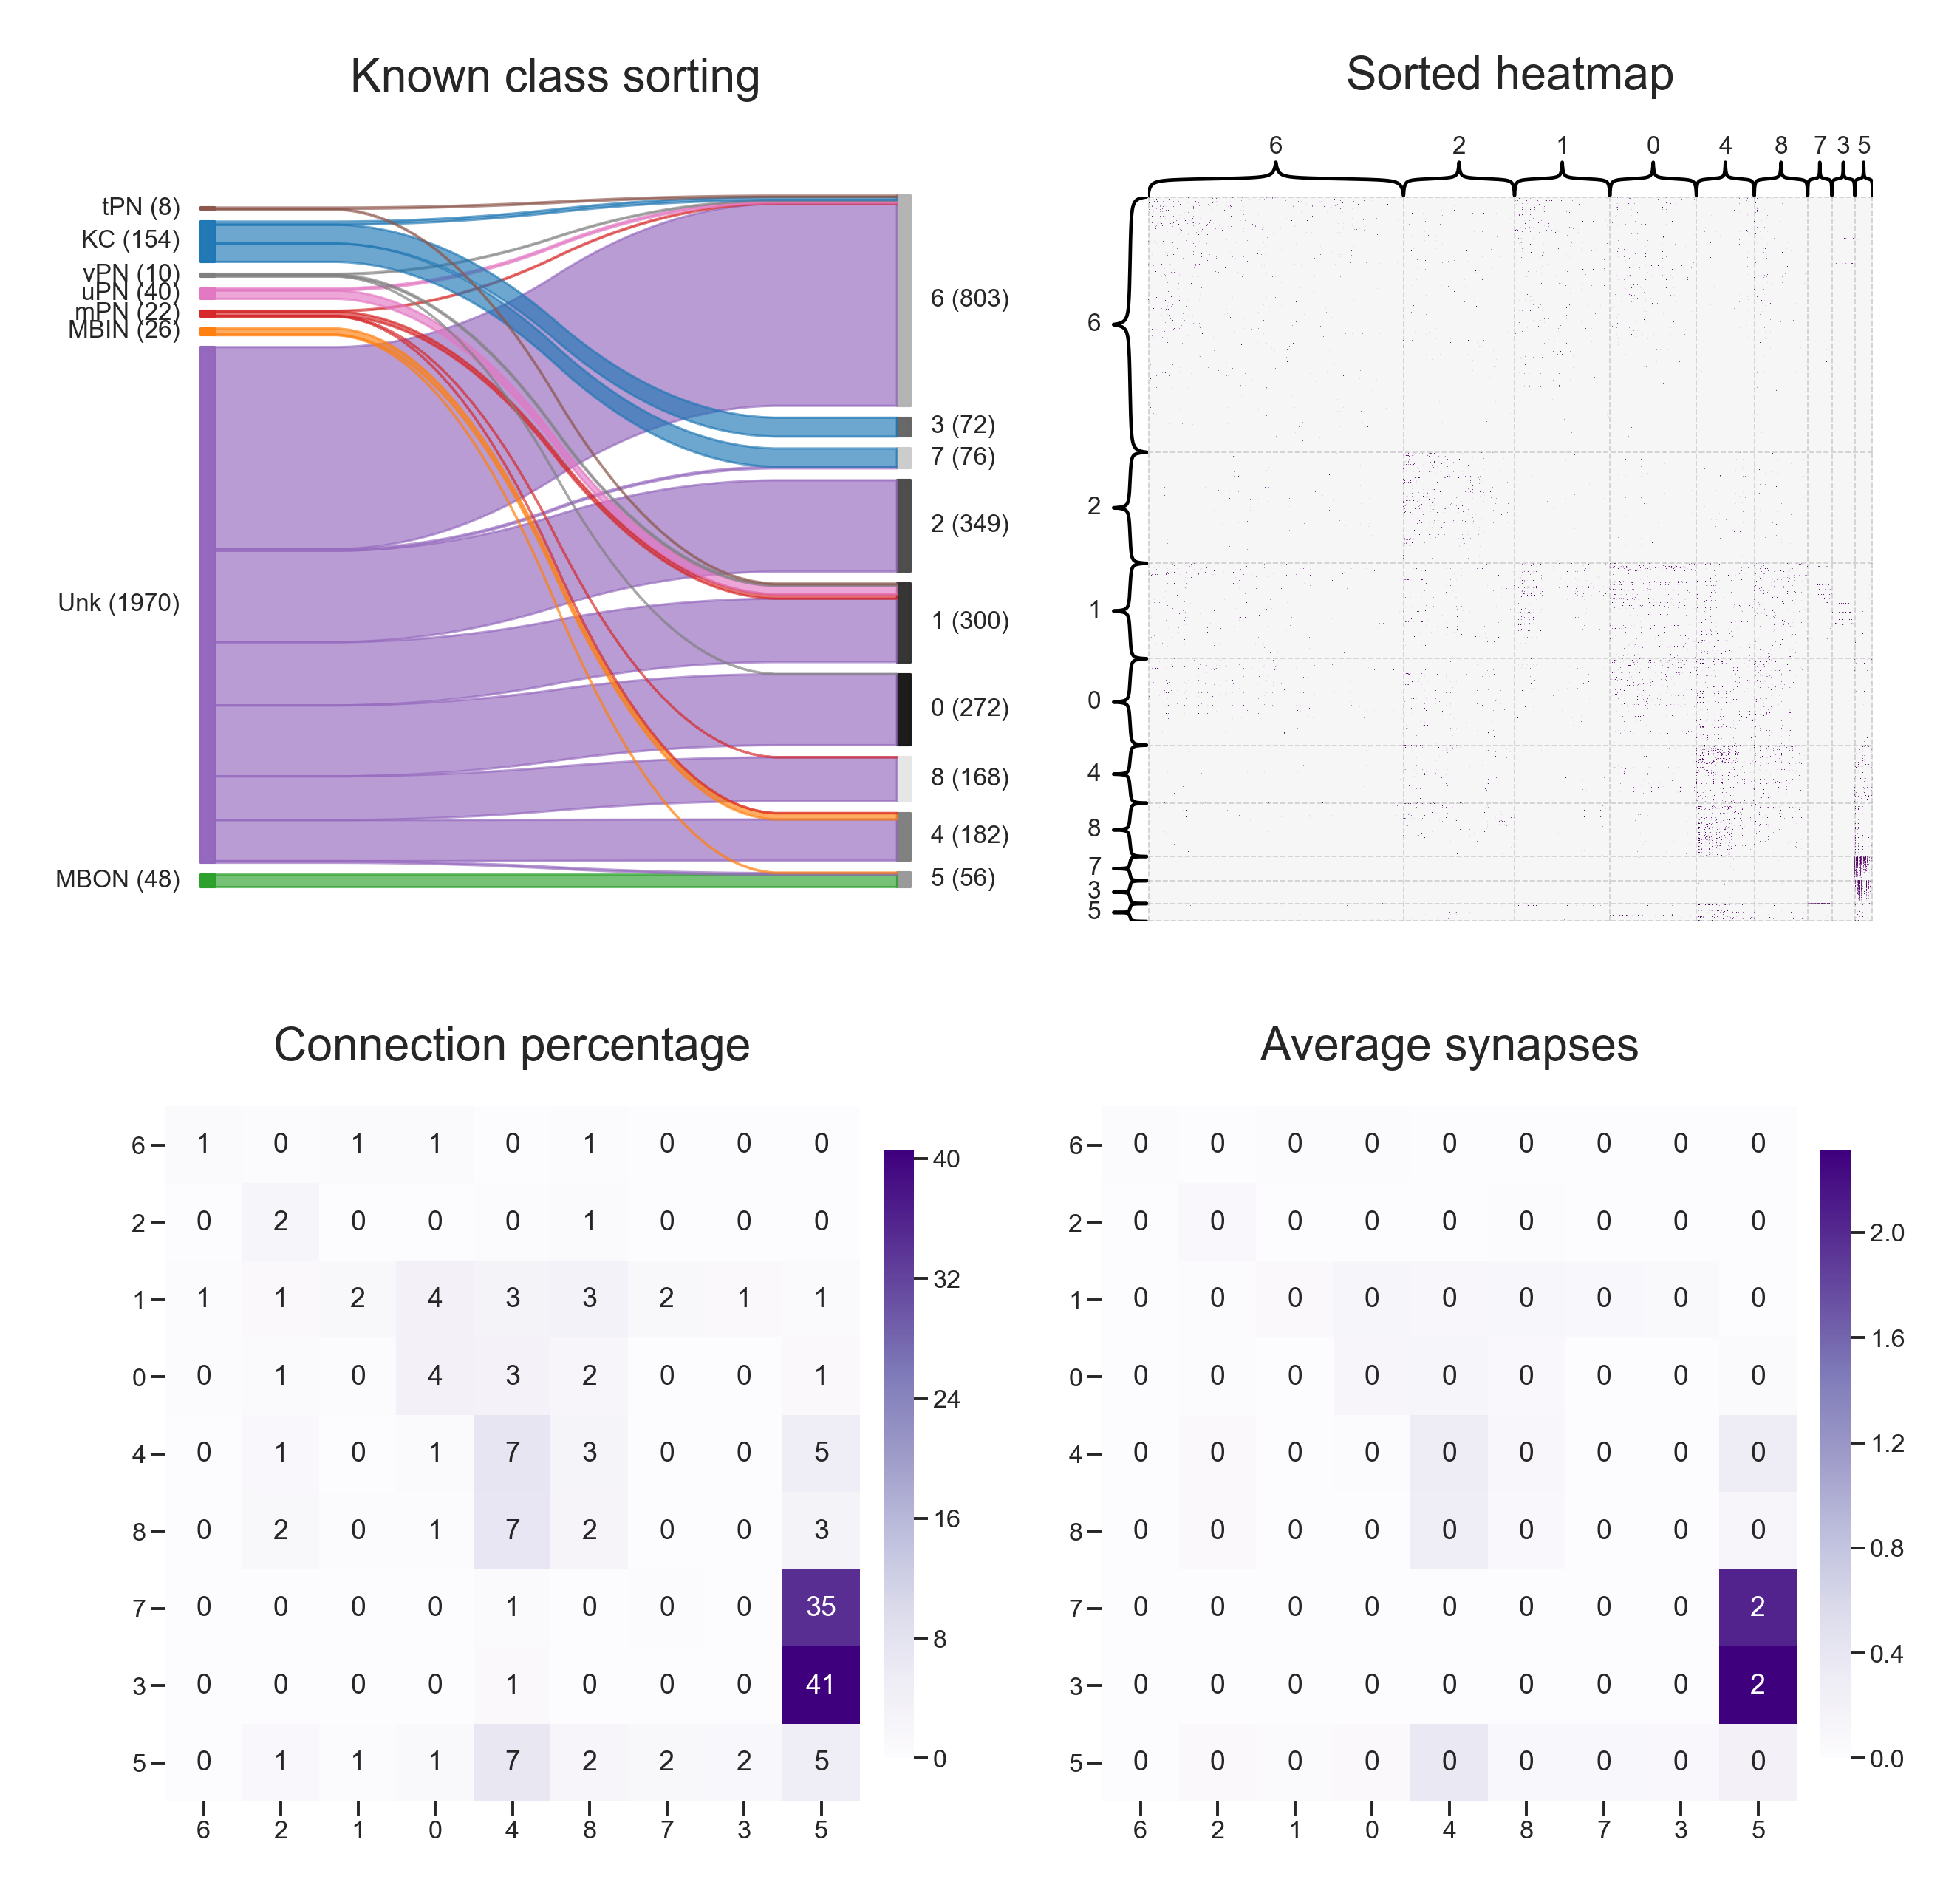 Known class sorting
tPN (8)
KC (154)
vPN (10)
uPN (40)
mPN (22)
MBIN (26)
Unk (1970)
MBON (48)
6 (803)
3 (72)
7 (76)
2 (349)
1 (300)
0 (272)
8 (168)
4 (182)
5 (56)
Sorted heatmap
6 2 1 0 4 8 7 3 5
6
2
1
0
4
8
7
3
5
Connection percentage
6 1 0 1 1 0 1 0 0 0
2 0 2 0 0 0 1 0 0 0
1 1 1 2 4 3 3 2 1 1
0 0 1 0 4 3 2 0 0 1
4 0 1 0 1 7 3 0 0 5
8 0 2 0 1 7 2 0 0 3
7 0 0 0 0 1 0 0 0 35
3 0 0 0 0 1 0 0 0 41
5 0 1 1 1 7 2 2 2 5
6 2 1 0 4 8 7 3 5
40
32
24
16
8
0
Average synapses
6 0 0 0 0 0 0 0 0 0
2 0 0 0 0 0 0 0 0 0
1 0 0 0 0 0 0 0 0 0
0 0 0 0 0 0 0 0 0 0
4 0 0 0 0 0 0 0 0 0
8 0 0 0 0 0 0 0 0 0
7 0 0 0 0 0 0 0 0 2
3 0 0 0 0 0 0 0 0 2
5 0 0 0 0 0 0 0 0 0
6 2 1 0 4 8 7 3 5
2.0
1.6
1.2
0.8
0.4
0.0